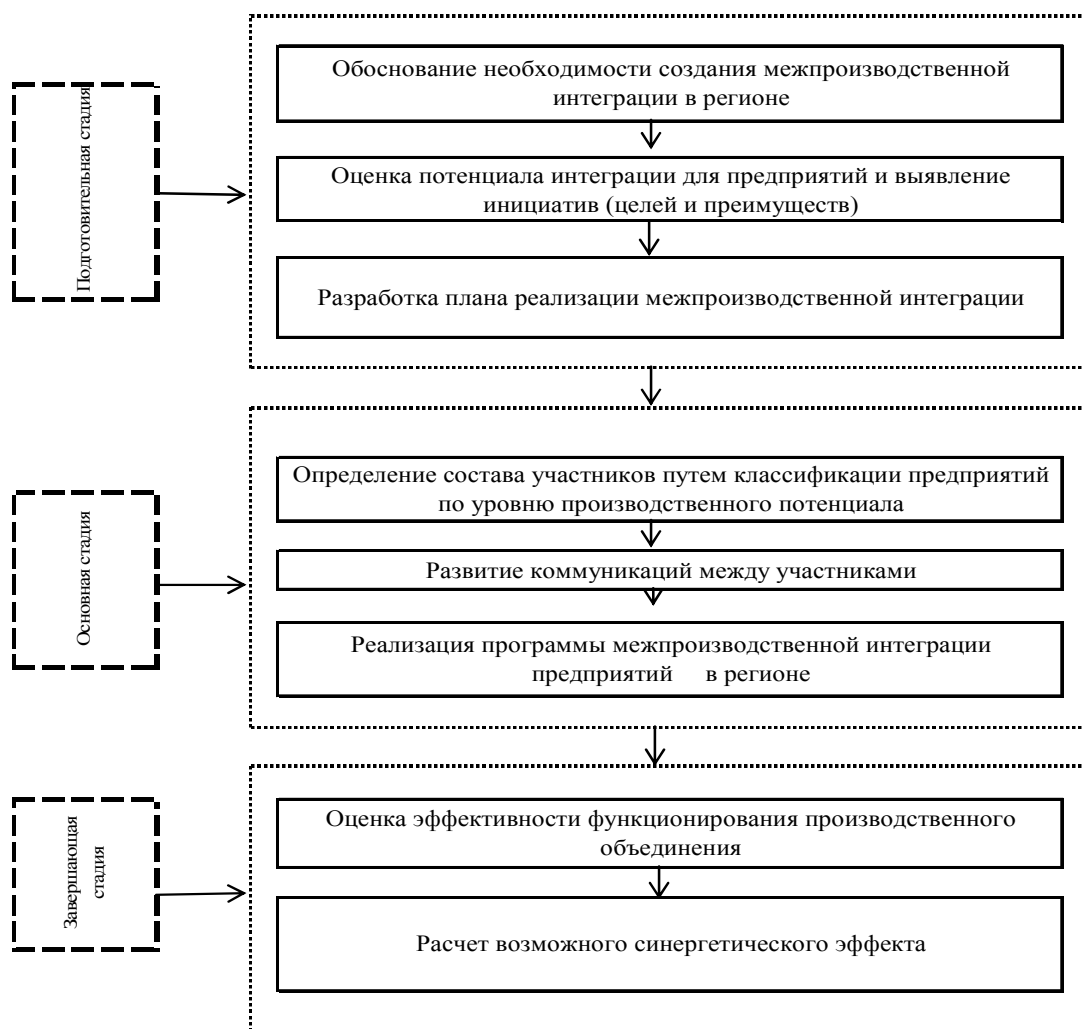 Подготовительная стадия
Обоснование необходимости создания межпроизводственной
интеграции в регионе
Оценка потенциала интеграции для предприятий и выявление
инициатив (целей и преимуществ)
Разработка плана реализации межпроизводственной интеграции
Основная стадия
Определение состава участников путем классификации предприятий
по уровню производственного потенциала
Развитие коммуникаций между участниками
Реализация программы межпроизводственной интеграции
предприятий в регионе
Завершающая
стадия
Оценка эффективности функционирования производственного
объединения
Расчет возможного синергетического эффекта